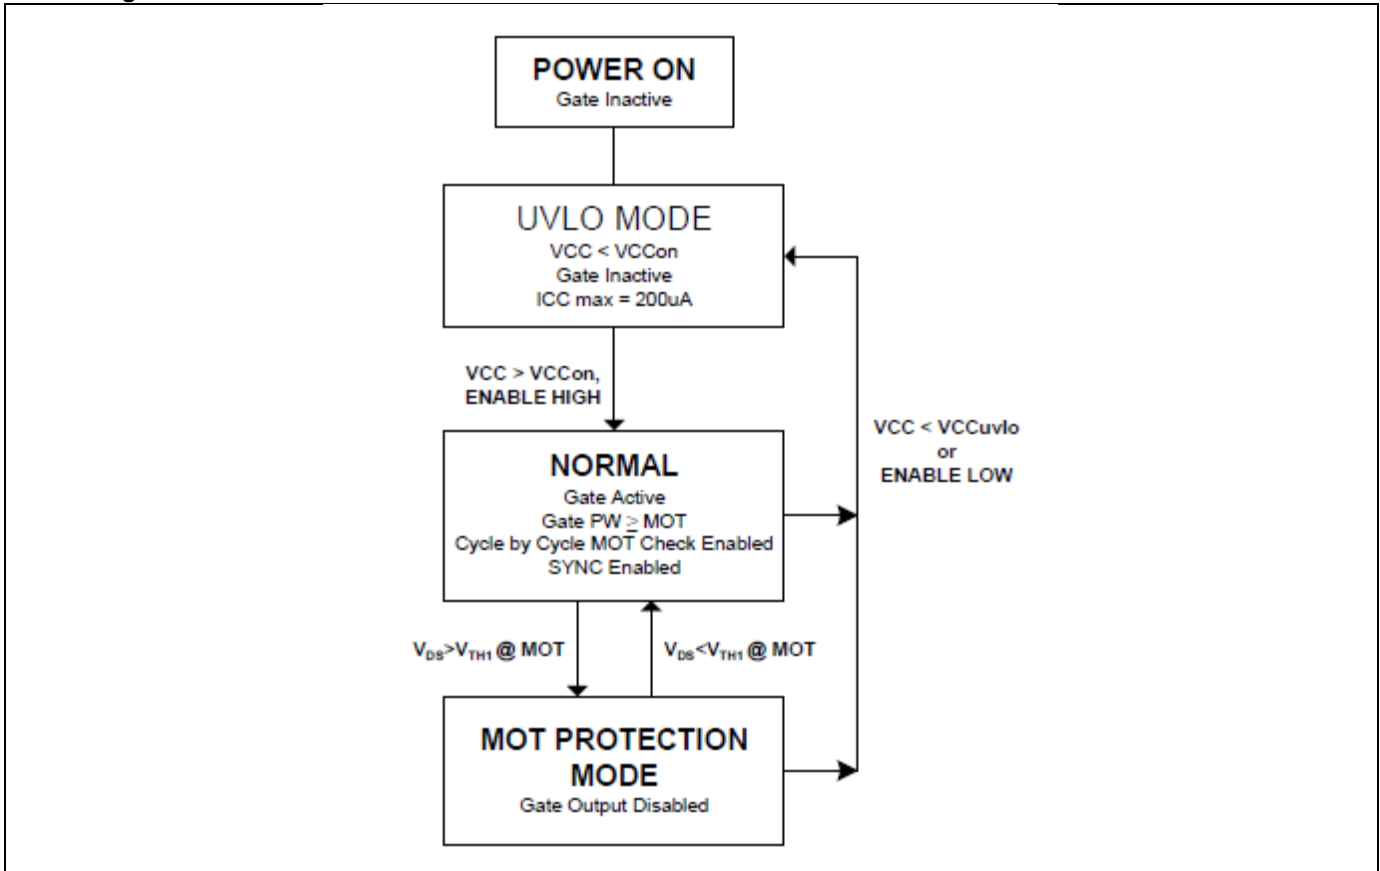 POWER ON
Gate Inactive
UVLO MODE
VCC < VCCon
Gate Inactive
ICC max = 200uA
VCC > VCCon,
ENABLE HIGH
VCC < VCCuvlo
or
ENABLE LOW
NORMAL
Gate Active
Gate PW ≥ MOT
Cycle by Cycle MOT Check Enabled
SYNC Enabled
VDS>VTH1 @ MOT
VDS<VTH1 @ MOT
MOT PROTECTION
MODE
Gate Output Disabled